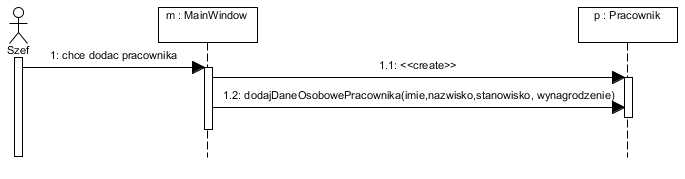 m : MainWindow
p : Pracownik
Szef
1: chce dodac pracownika
1.1: <<create>>
1.2: dodajDaneOsobowePracownika(imie,nazwisko,stanowisko, wynagrodzenie)